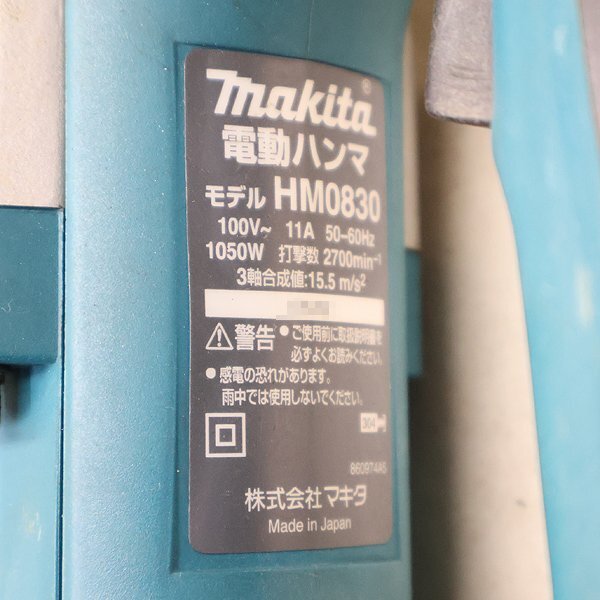 makita®
電動ハンマ
モデル HM0830
100V~ 11A 50-60Hz
1050W 打撃数 2700min⁻¹
3軸合成値:15.5 m/s²
⚠警告 ●ご使用前に取扱説明書を
必ずよくお読みください。
●感電の恐れがあります。
雨中では使用しないでください。
304
860974A5
株式会社マキタ
Made in Japan